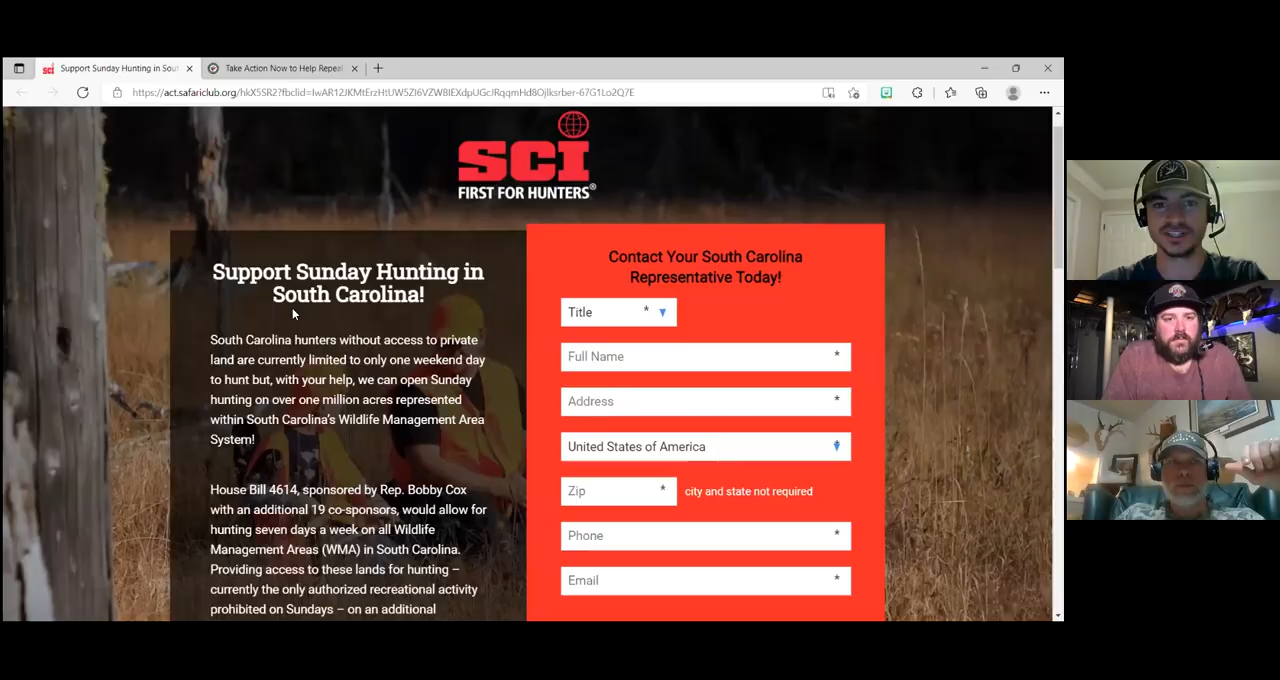 Support Sunday Hunting in Sout
Take Action Now to Help Repeal
https://act.safariclub.org/
sci
FIRST FOR HUNTERS®
Support Sunday Hunting in
South Carolina!
South Carolina hunters without access to private
land are currently limited to only one weekend day
to hunt but, with your help, we can open Sunday
hunting on over one million acres represented
within South Carolina's Wildlife Management Area
System!
House Bill 4614, sponsored by Rep. Bobby Cox
with an additional 19 co-sponsors, would allow for
hunting seven days a week on all Wildlife
Management Areas (WMA) in South Carolina.
Providing access to these lands for hunting –
currently the only authorized recreational activity
prohibited on Sundays – on an additional
Contact Your South Carolina
Representative Today!
Title *
Full Name *
Address *
United States of America *
Zip * city and state not required
Phone *
Email *